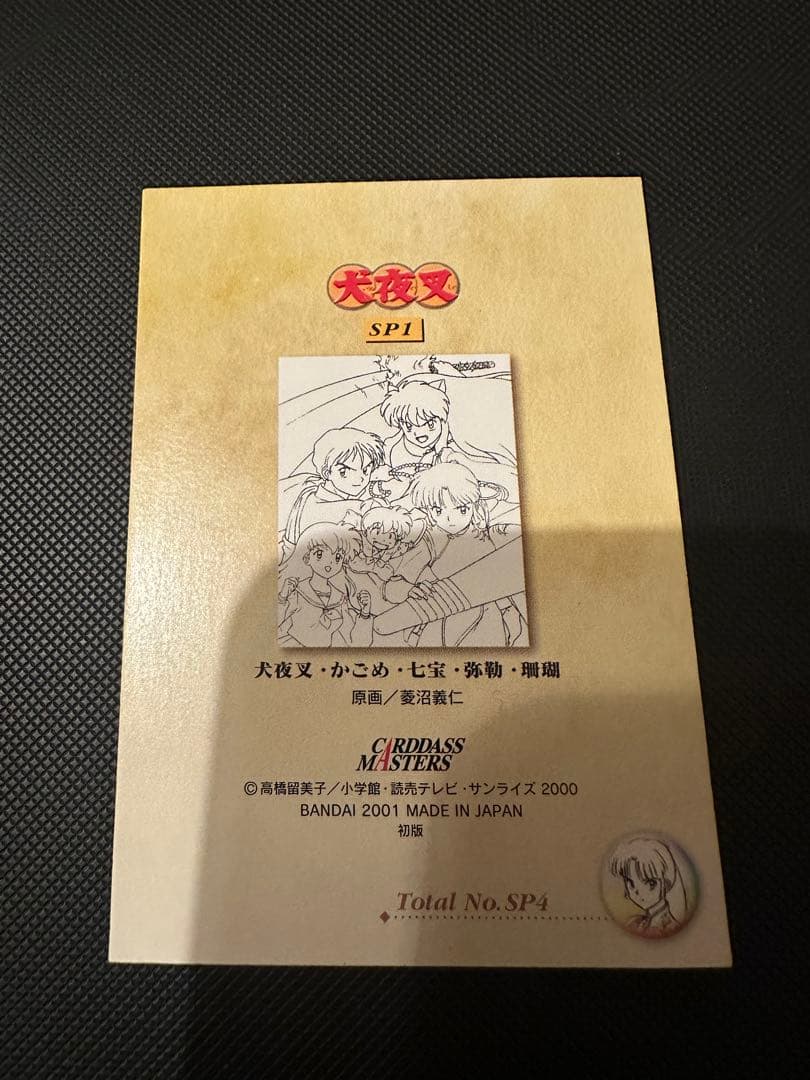 犬夜叉
SP1
犬夜叉・かごめ・七宝・弥勒・珊瑚
原画／菱沼義仁
CARDDASS
MASTERS
©高橋留美子／小学館・読売テレビ・サンライズ 2000
BANDAI 2001 MADE IN JAPAN
初版
Total No. SP4